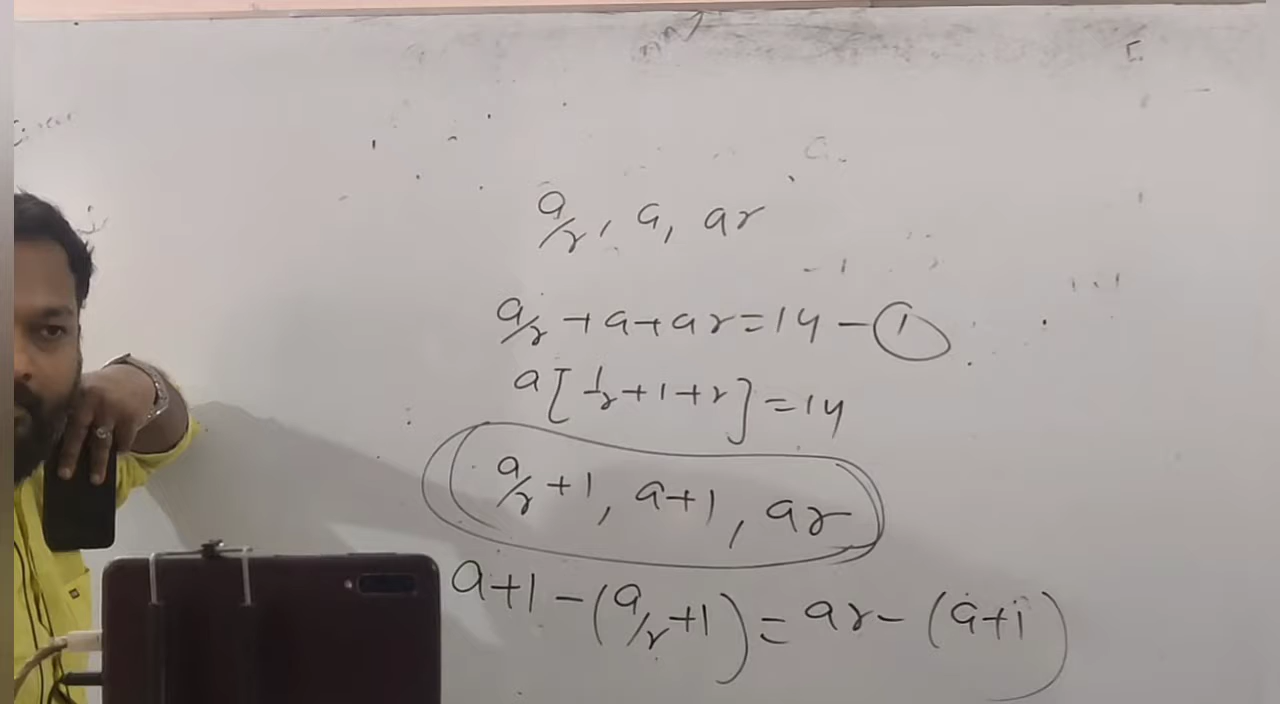 a/r, a, ar
a/r + a + ar = 14 - ①
a[1/r + 1 + r] = 14
a/r + 1, a + 1, ar
a + 1 - (a/r + 1) = ar - (a + 1)